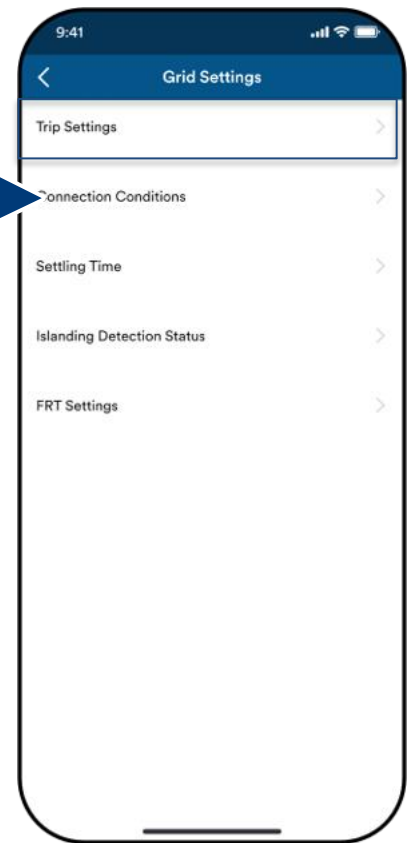 9:41
Grid Settings
Trip Settings
Connection Conditions
Settling Time
Islanding Detection Status
FRT Settings